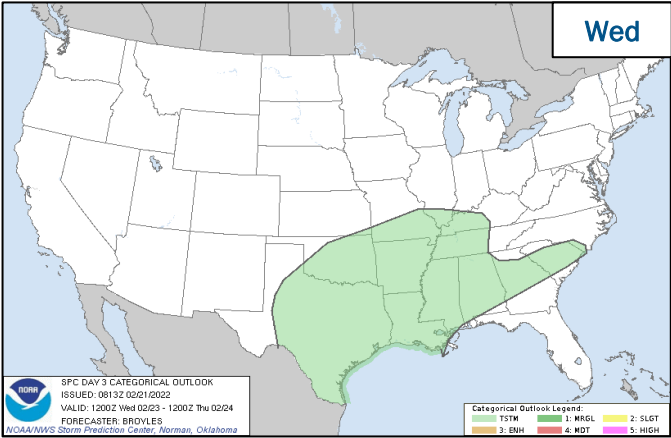 Wed
SPC DAY 3 CATEGORICAL OUTLOOK
ISSUED: 0813Z 02/21/2022
VALID: 1200Z Wed 02/23 - 1200Z Thu 02/24
FORECASTER: BROYLES
NOAA/NWS Storm Prediction Center, Norman, Oklahoma
NOAA
Categorical Outlook Legend:
TSTM 1: MRGL 2: SLGT
3: ENH 4: MDT 5: HIGH